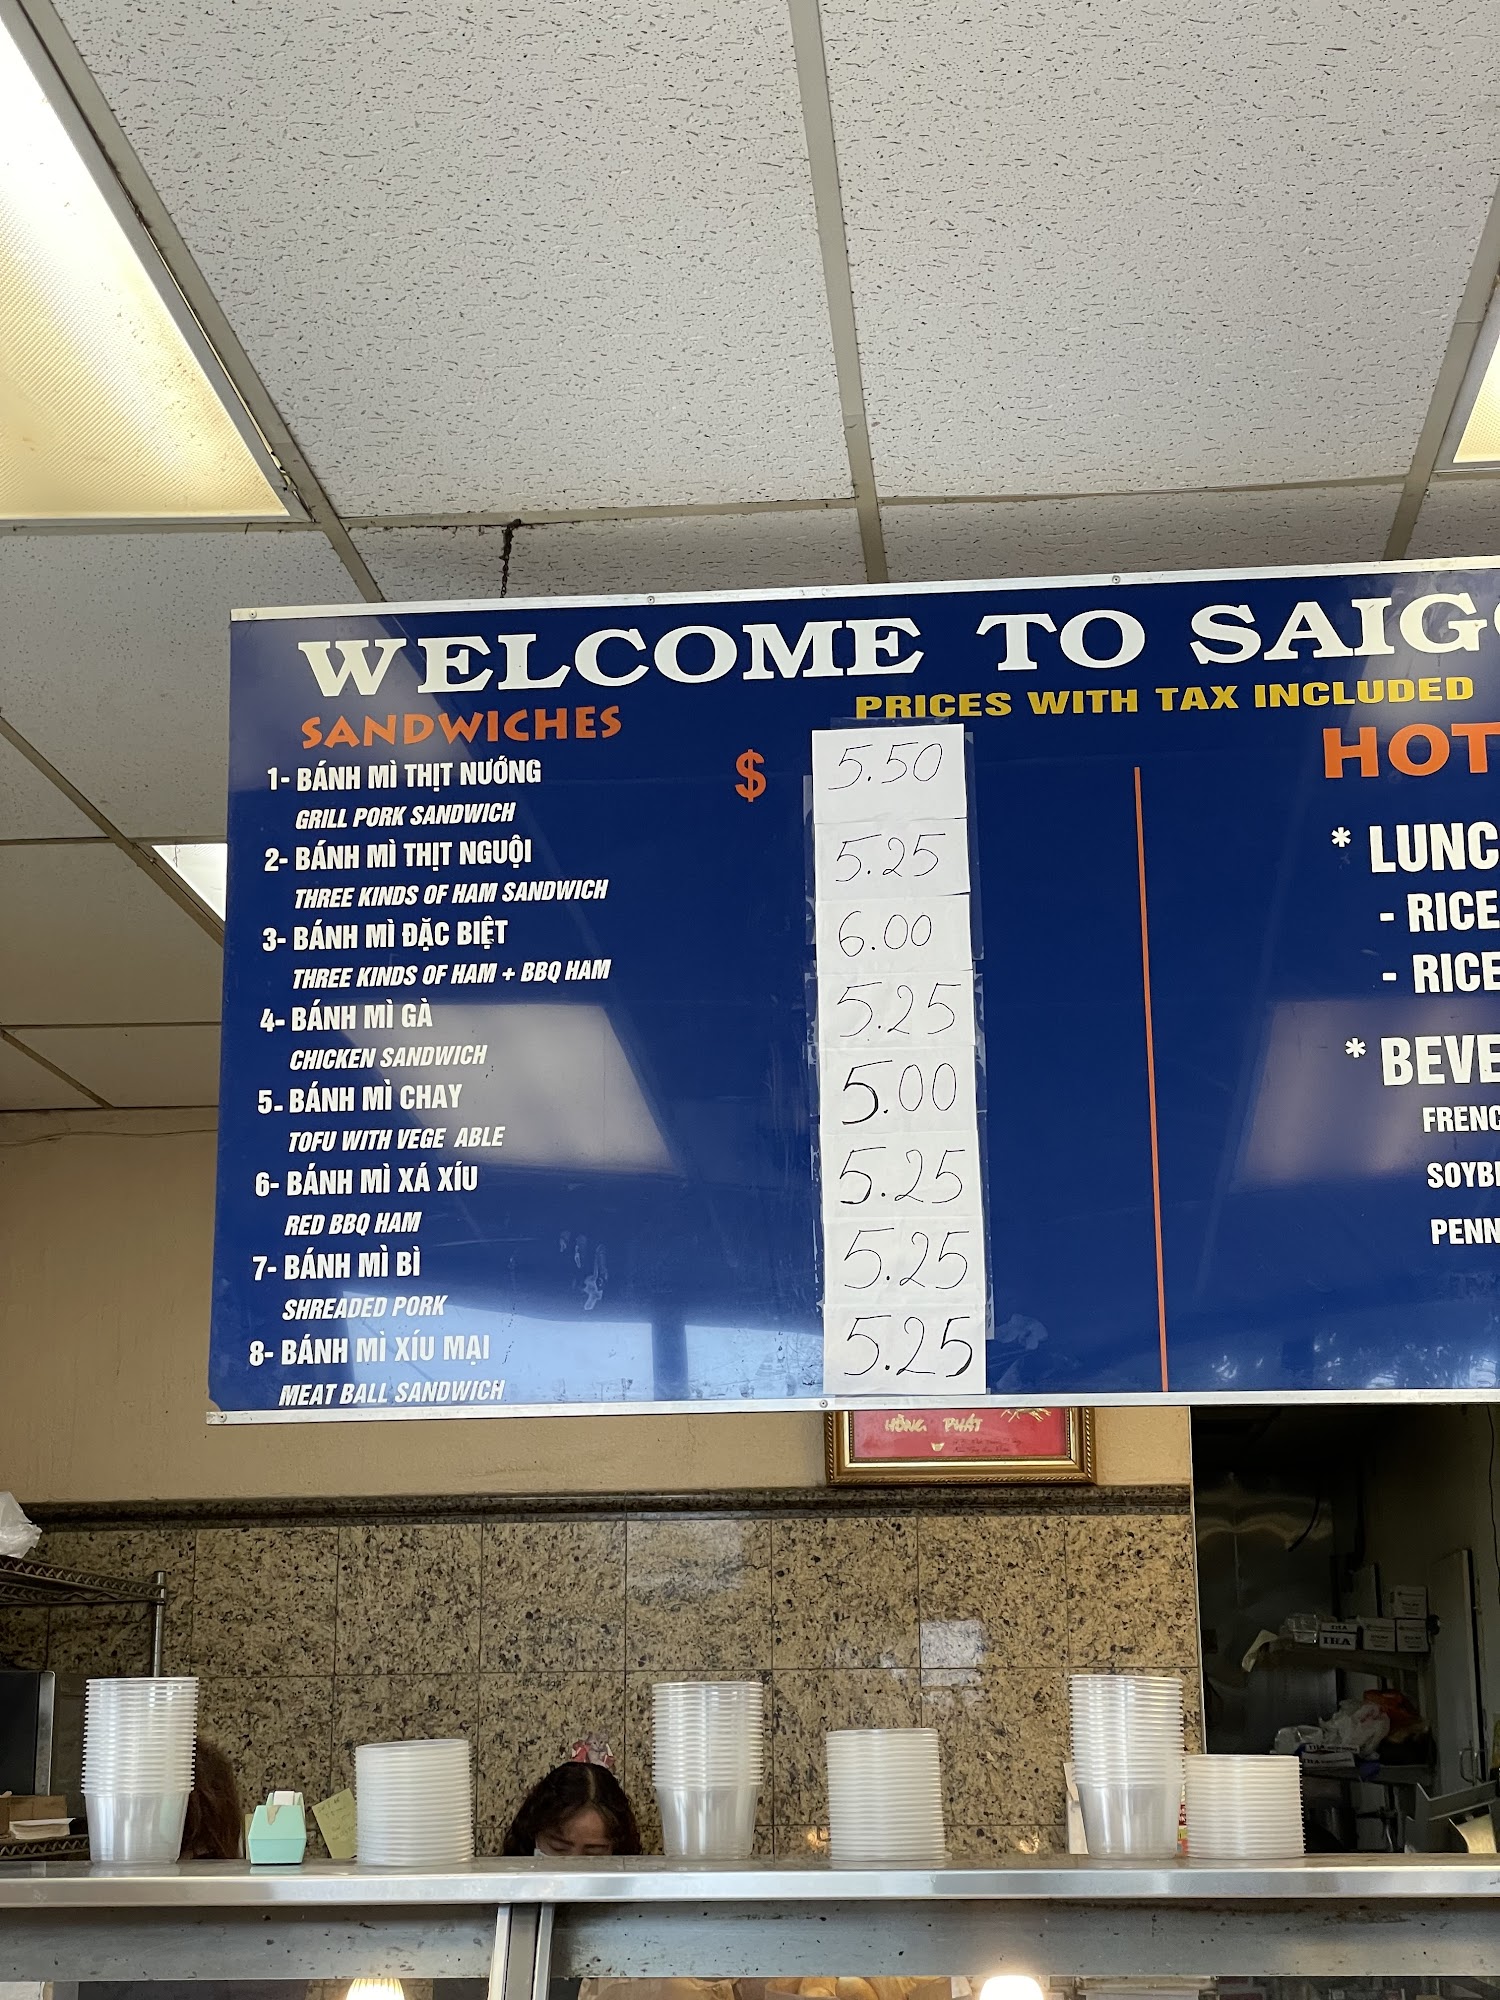 WELCOME TO SAIG
PRICES WITH TAX INCLUDED
SANDWICHES
1- BÁNH MÌ THỊT NƯỚNG $ 5.50
GRILL PORK SANDWICH
2- BÁNH MÌ THỊT NGUỘI 5.25
THREE KINDS OF HAM SANDWICH
3- BÁNH MÌ ĐẶC BIỆT 6.00
THREE KINDS OF HAM + BBQ HAM
4- BÁNH MÌ GÀ 5.25
CHICKEN SANDWICH
5- BÁNH MÌ CHAY 5.00
TOFU WITH VEGE ABLE
6- BÁNH MÌ XÁ XÍU 5.25
RED BBQ HAM
7- BÁNH MÌ BÌ 5.25
SHREADED PORK
8- BÁNH MÌ XÍU MẠI 5.25
MEAT BALL SANDWICH
HOT
* LUNC
- RICE
- RICE
* BEVE
FRENC
SOYB
PENN
HỒNG PHÁT